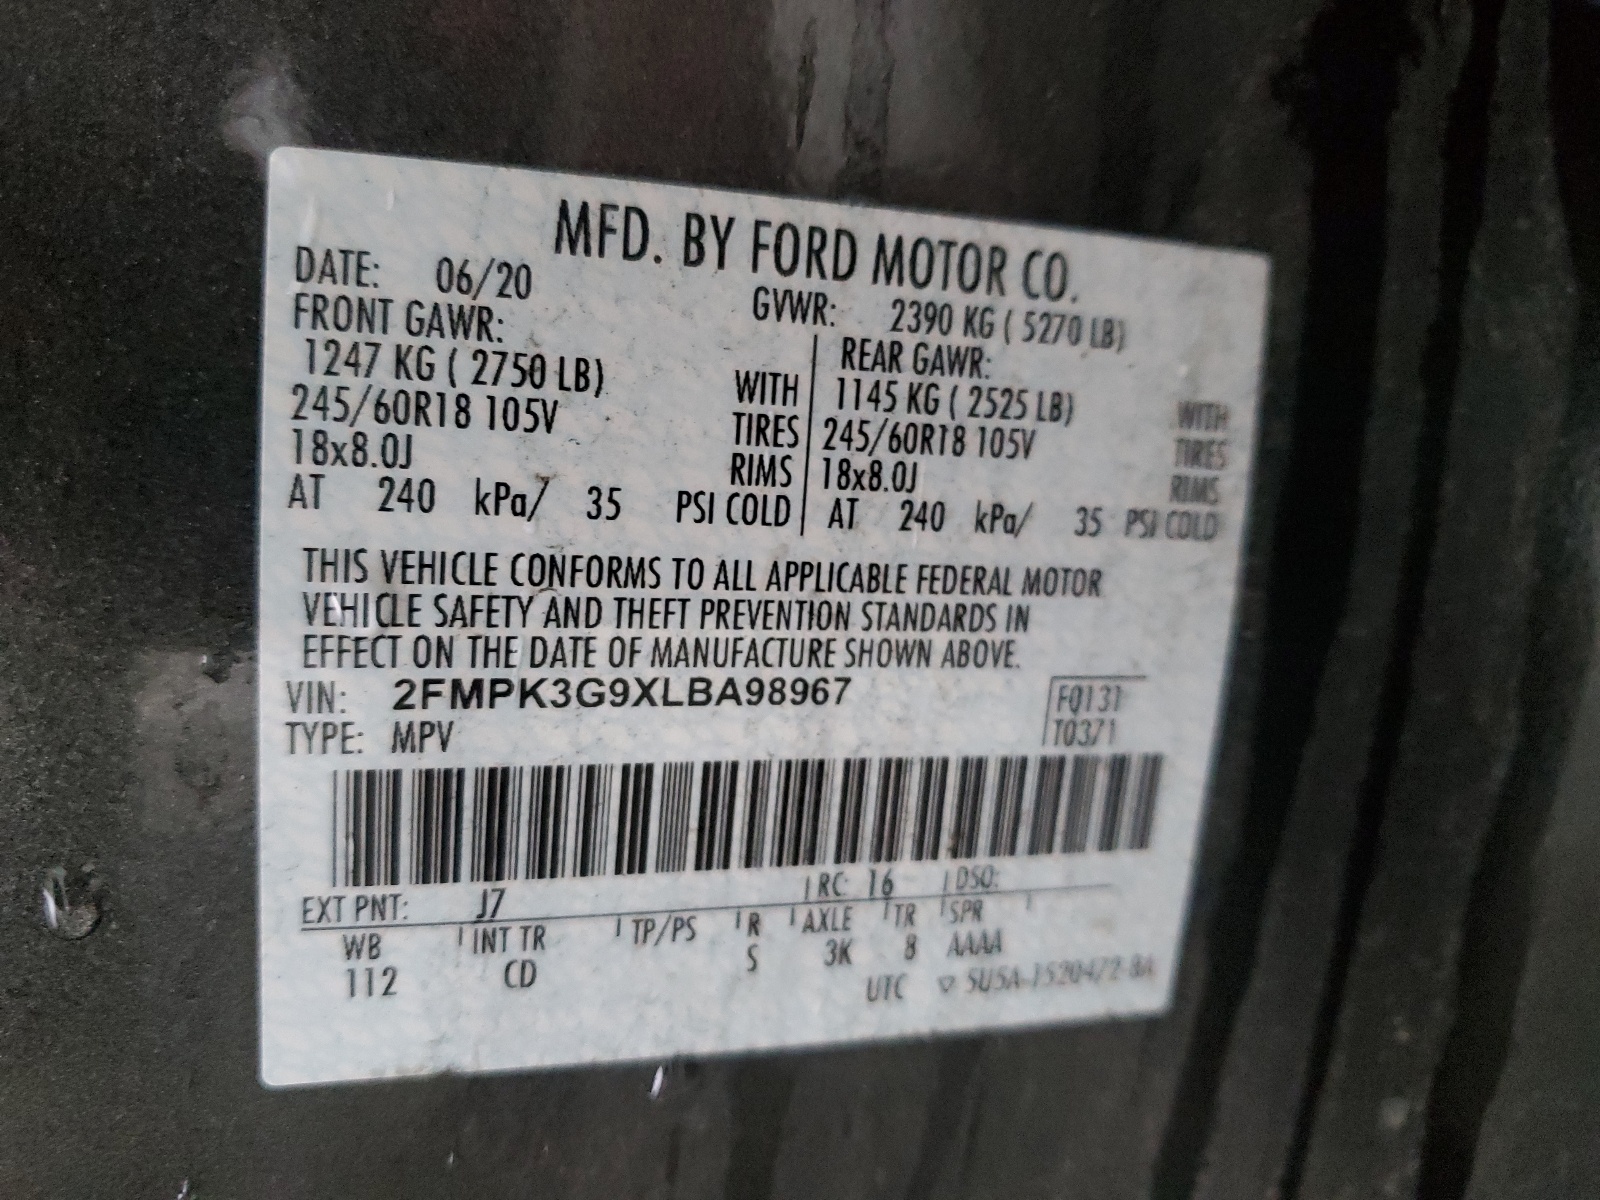 MFD. BY FORD MOTOR CO.
DATE: 06/20 GVWR: 2390 KG ( 5270 LB)
FRONT GAWR: REAR GAWR:
1247 KG ( 2750 LB) WITH 1145 KG ( 2525 LB) WITH
245/60R18 105V TIRES 245/60R18 105V TIRES
18x8.0J RIMS 18x8.0J RIMS
AT 240 kPa/ 35 PSI COLD AT 240 kPa/ 35 PSI COLD
THIS VEHICLE CONFORMS TO ALL APPLICABLE FEDERAL MOTOR
VEHICLE SAFETY AND THEFT PREVENTION STANDARDS IN
EFFECT ON THE DATE OF MANUFACTURE SHOWN ABOVE.
VIN: 2FMPK3G9XLBA98967 F0131
TYPE: MPV T0371
EXT PNT: J7 RC: 16 DSO:
WB INT TR TP/PS R AXLE TR SPR
112 CD S 3K 8 AAAA
UTC